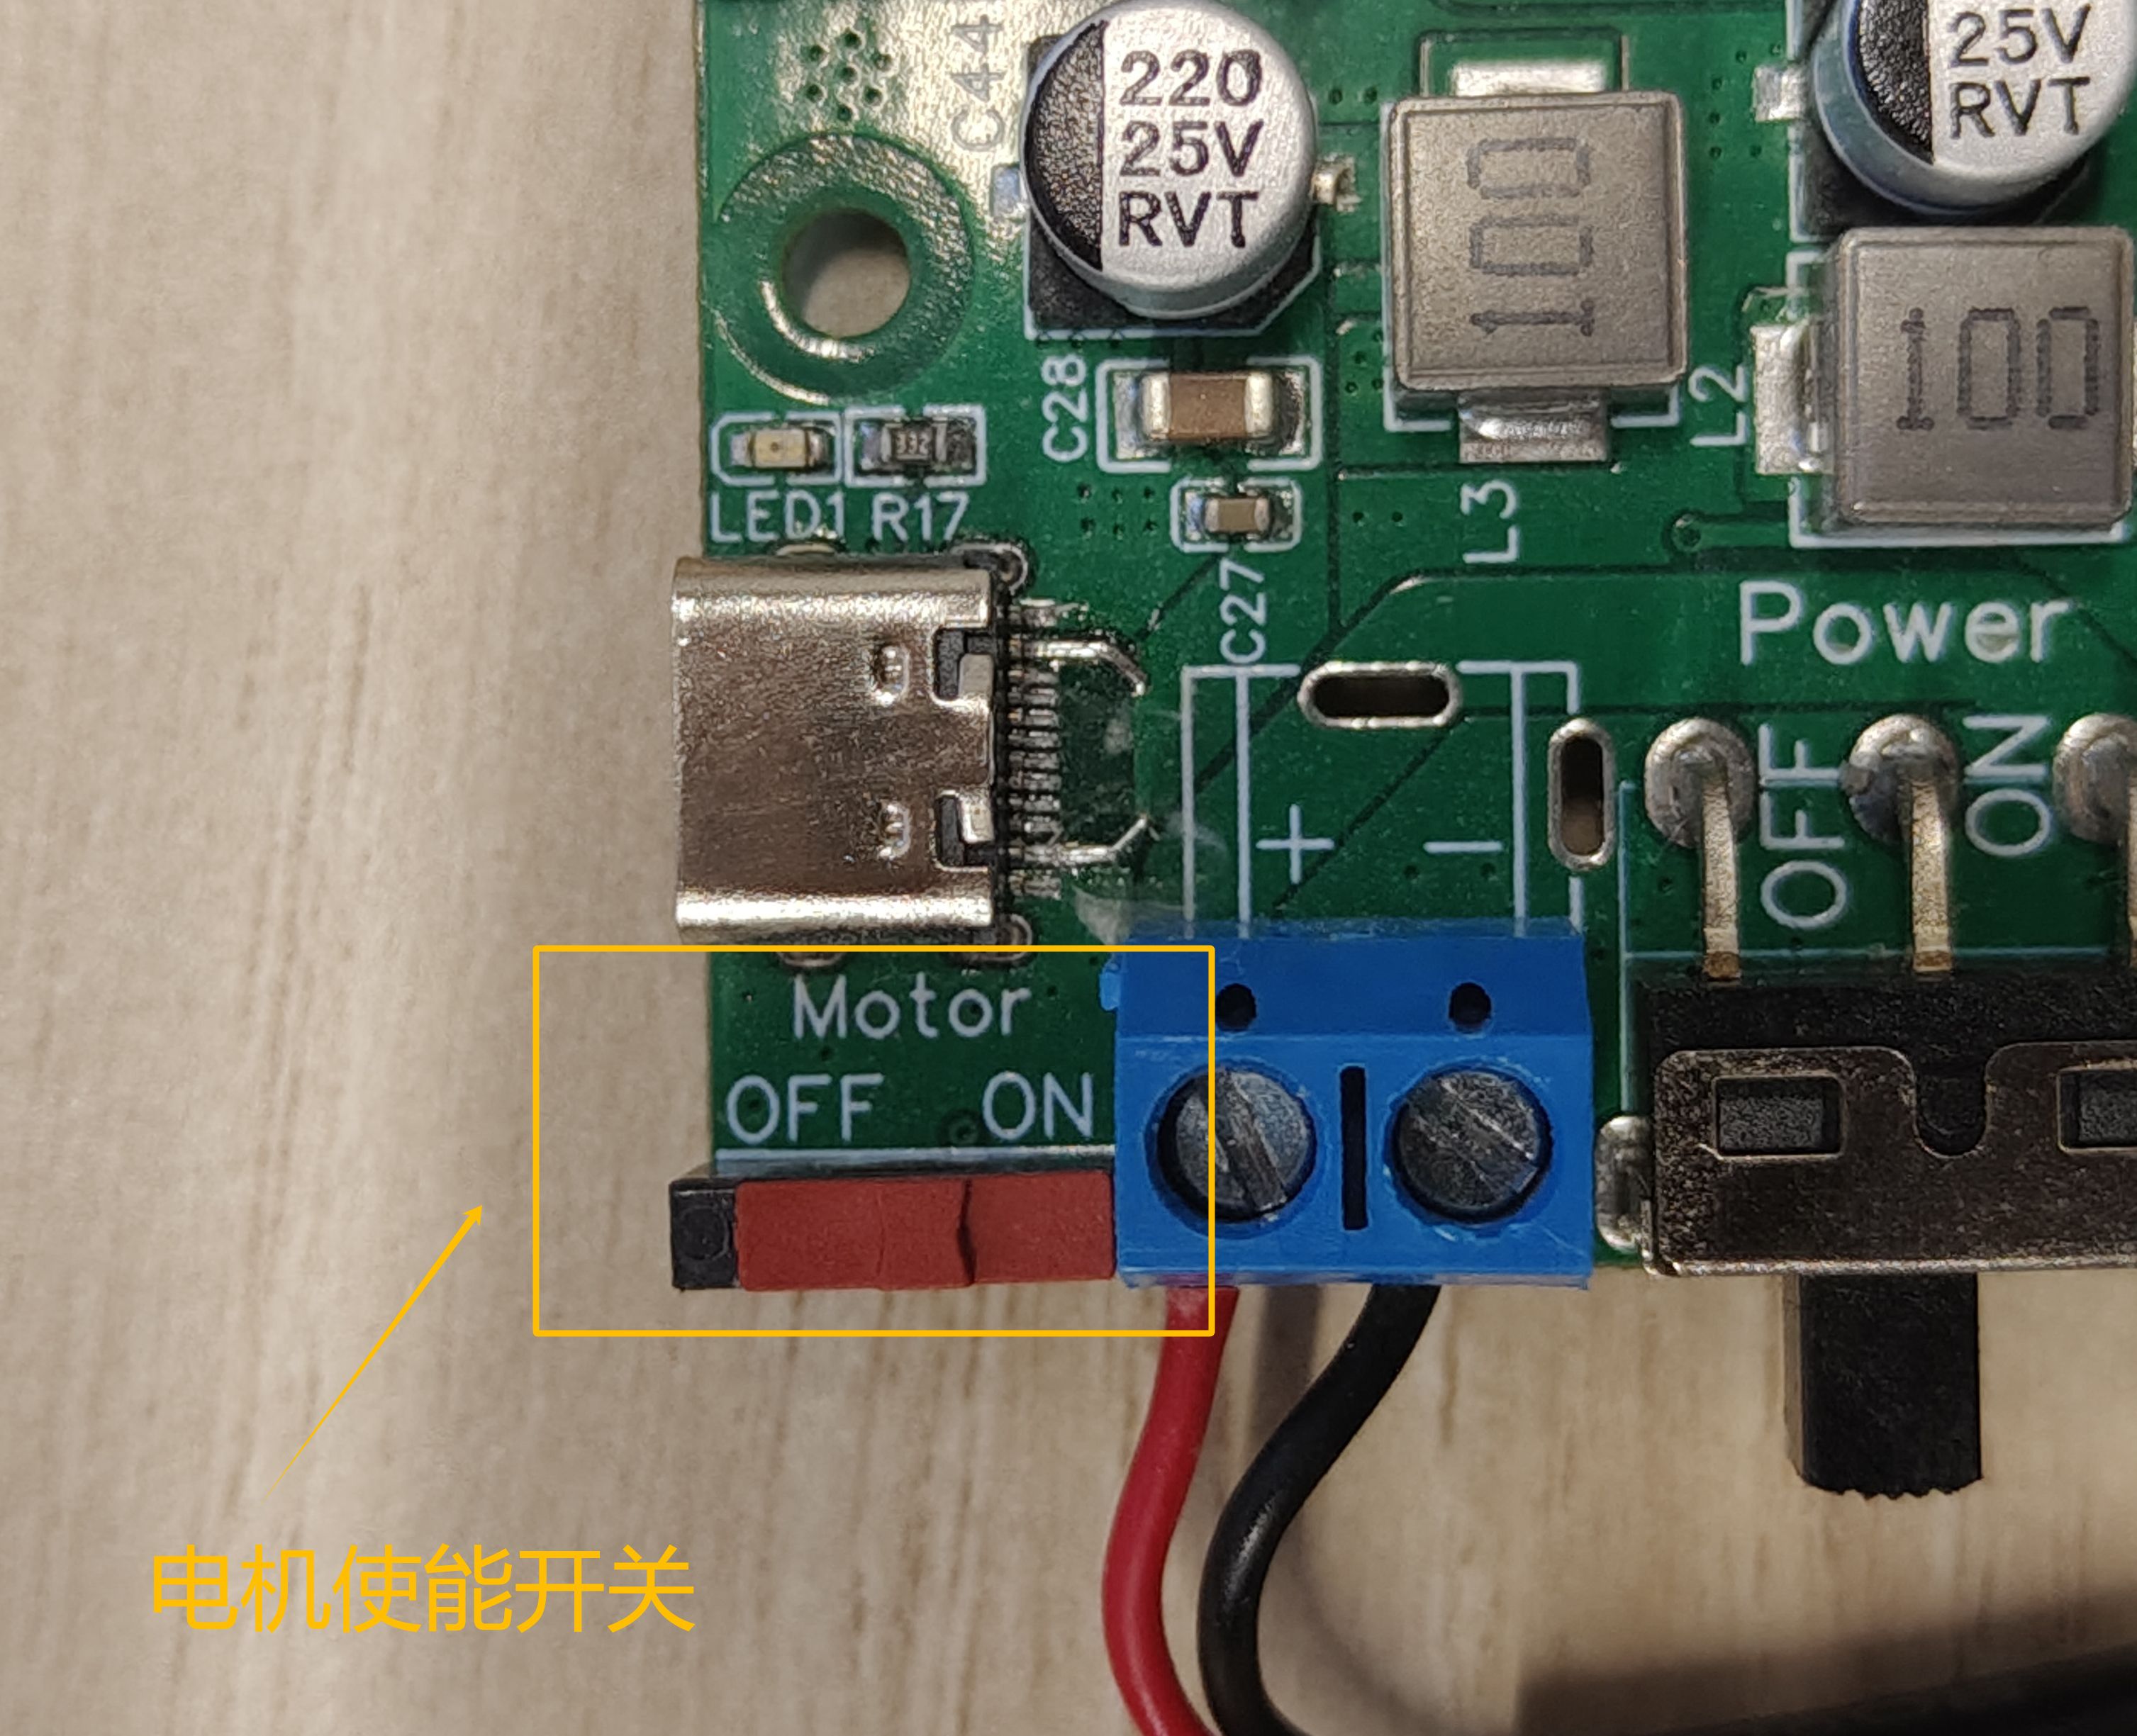 C44
220
25V
RVT
100
25V
RVT
100
C28
L2
332
LED1 R17
L3
C27
Power
+ −
OFF ON
Motor
OFF ON
电机使能开关